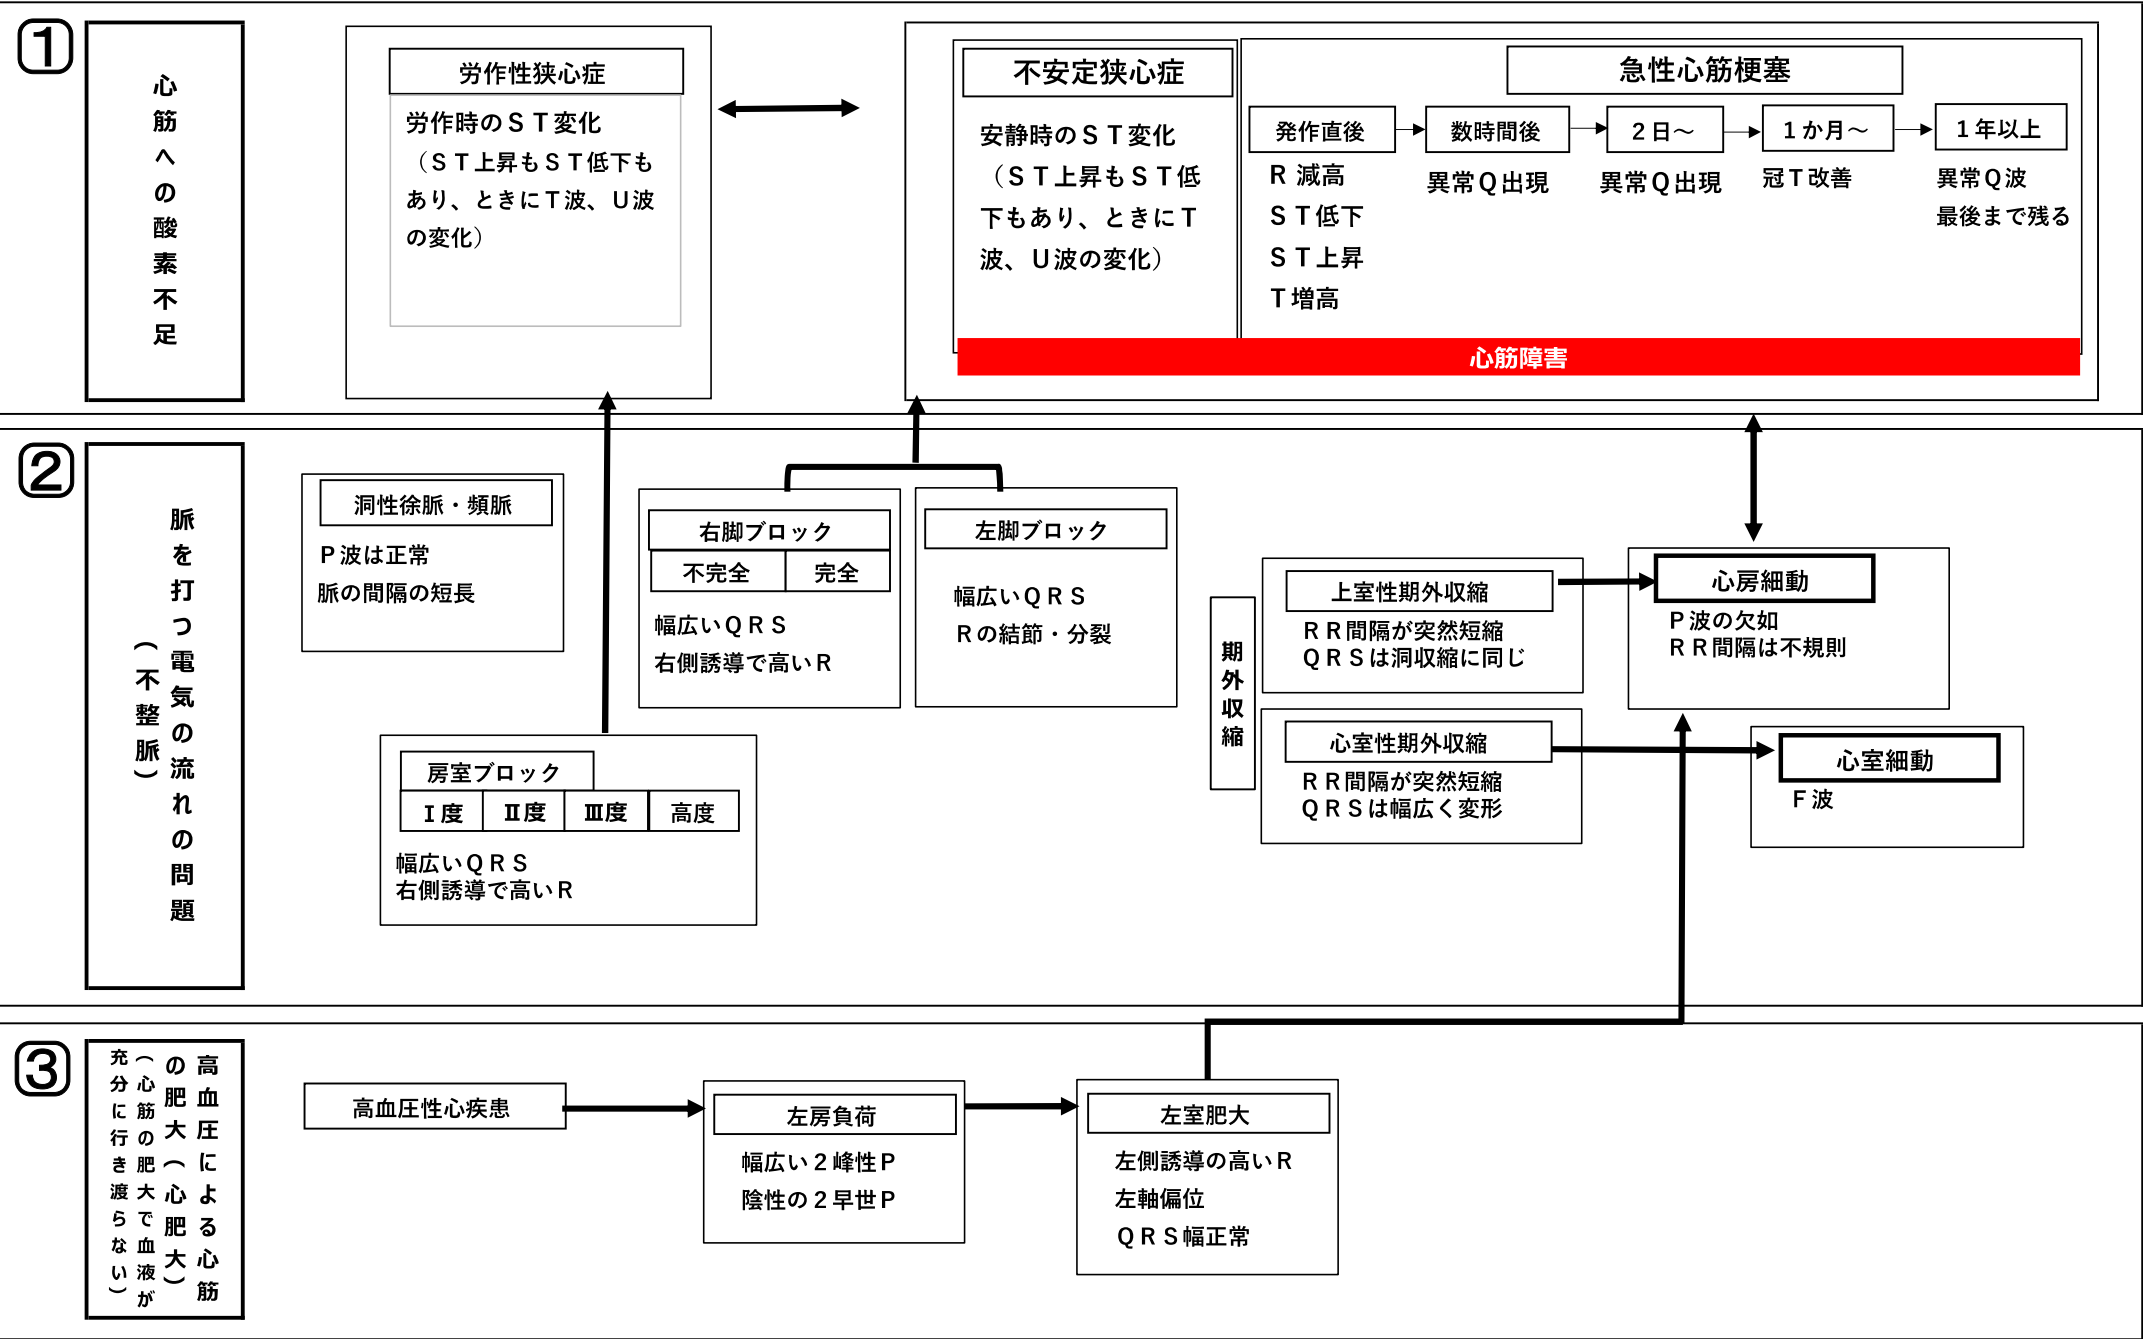 ①
心筋への酸素不足
労作性狭心症
労作時のＳＴ変化
（ＳＴ上昇もＳＴ低下も
あり、ときにＴ波、Ｕ波
の変化）
不安定狭心症
安静時のＳＴ変化
（ＳＴ上昇もＳＴ低
下もあり、ときにＴ
波、Ｕ波の変化）
急性心筋梗塞
発作直後
Ｒ減高
ＳＴ低下
ＳＴ上昇
Ｔ増高
数時間後
異常Ｑ出現
２日～
異常Ｑ出現
１か月～
冠Ｔ改善
１年以上
異常Ｑ波
最後まで残る
心筋障害
②
脈を打つ電気の流れの問題
(不整脈)
洞性徐脈・頻脈
Ｐ波は正常
脈の間隔の短長
右脚ブロック
不完全
完全
幅広いＱＲＳ
右側誘導で高いＲ
左脚ブロック
幅広いＱＲＳ
Ｒの結節・分裂
房室ブロック
Ⅰ度
Ⅱ度
Ⅲ度
高度
幅広いＱＲＳ
右側誘導で高いＲ
期外収縮
上室性期外収縮
ＲＲ間隔が突然短縮
ＱＲＳは洞収縮に同じ
心室性期外収縮
ＲＲ間隔が突然短縮
ＱＲＳは幅広く変形
心房細動
Ｐ波の欠如
ＲＲ間隔は不規則
心室細動
Ｆ波
③
高血圧による心筋
の肥大(心肥大)
(心筋の肥大で血液が
充分に行き渡らない)
高血圧性心疾患
左房負荷
幅広い２峰性Ｐ
陰性の２早世Ｐ
左室肥大
左側誘導の高いＲ
左軸偏位
ＱＲＳ幅正常